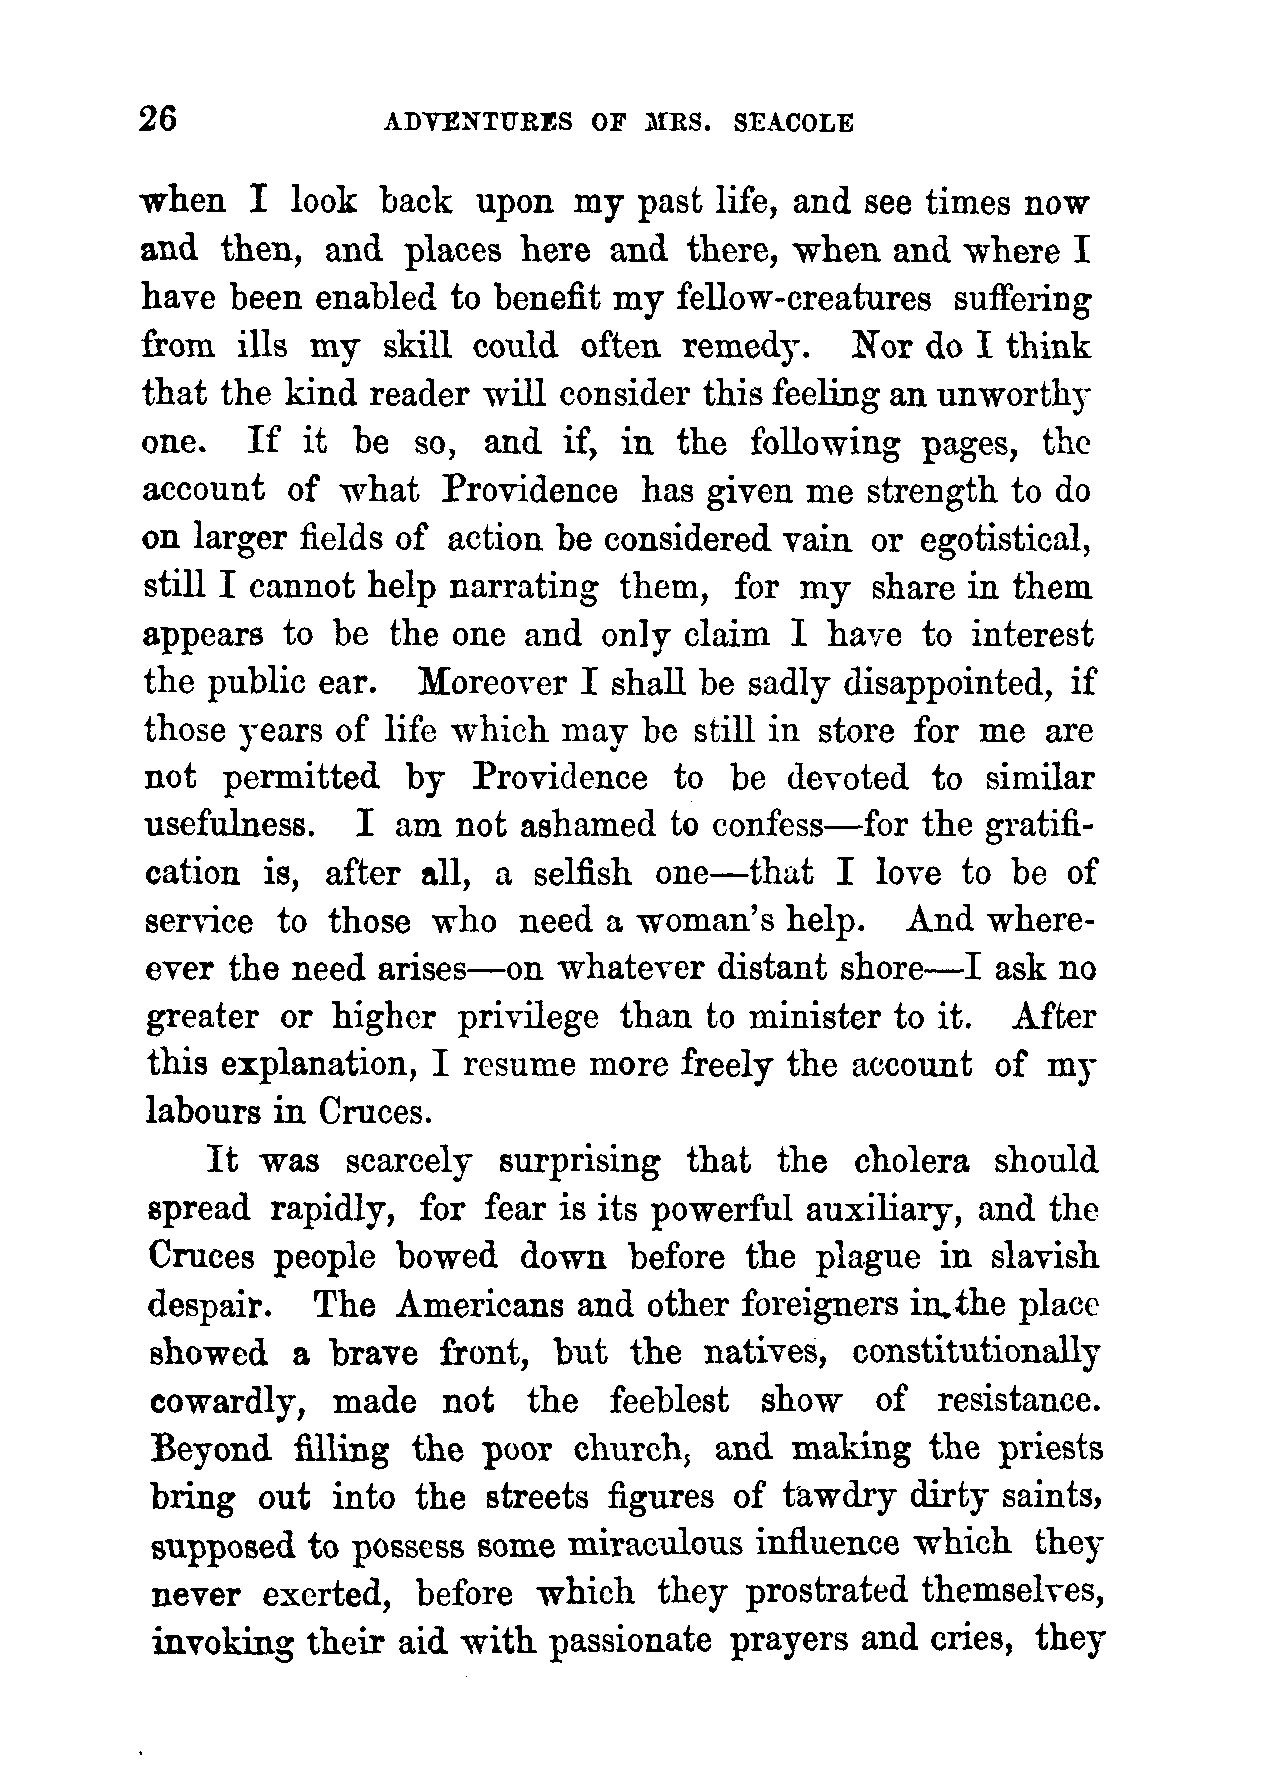 26 ADVENTURES OF MRS. SEACOLE
when I look back upon my past life, and see times now
and then, and places here and there, when and where I
have been enabled to benefit my fellow-creatures suffering
from ills my skill could often remedy. Nor do I think
that the kind reader will consider this feeling an unworthy
one. If it be so, and if, in the following pages, the
account of what Providence has given me strength to do
on larger fields of action be considered vain or egotistical,
still I cannot help narrating them, for my share in them
appears to be the one and only claim I have to interest
the public ear. Moreover I shall be sadly disappointed, if
those years of life which may be still in store for me are
not permitted by Providence to be devoted to similar
usefulness. I am not ashamed to confess—for the gratifi-
cation is, after all, a selfish one—that I love to be of
service to those who need a woman's help. And where-
ever the need arises—on whatever distant shore—I ask no
greater or higher privilege than to minister to it. After
this explanation, I resume more freely the account of my
labours in Cruces.
It was scarcely surprising that the cholera should
spread rapidly, for fear is its powerful auxiliary, and the
Cruces people bowed down before the plague in slavish
despair. The Americans and other foreigners in the place
showed a brave front, but the natives, constitutionally
cowardly, made not the feeblest show of resistance.
Beyond filling the poor church, and making the priests
bring out into the streets figures of tawdry dirty saints,
supposed to possess some miraculous influence which they
never exerted, before which they prostrated themselves,
invoking their aid with passionate prayers and cries, they